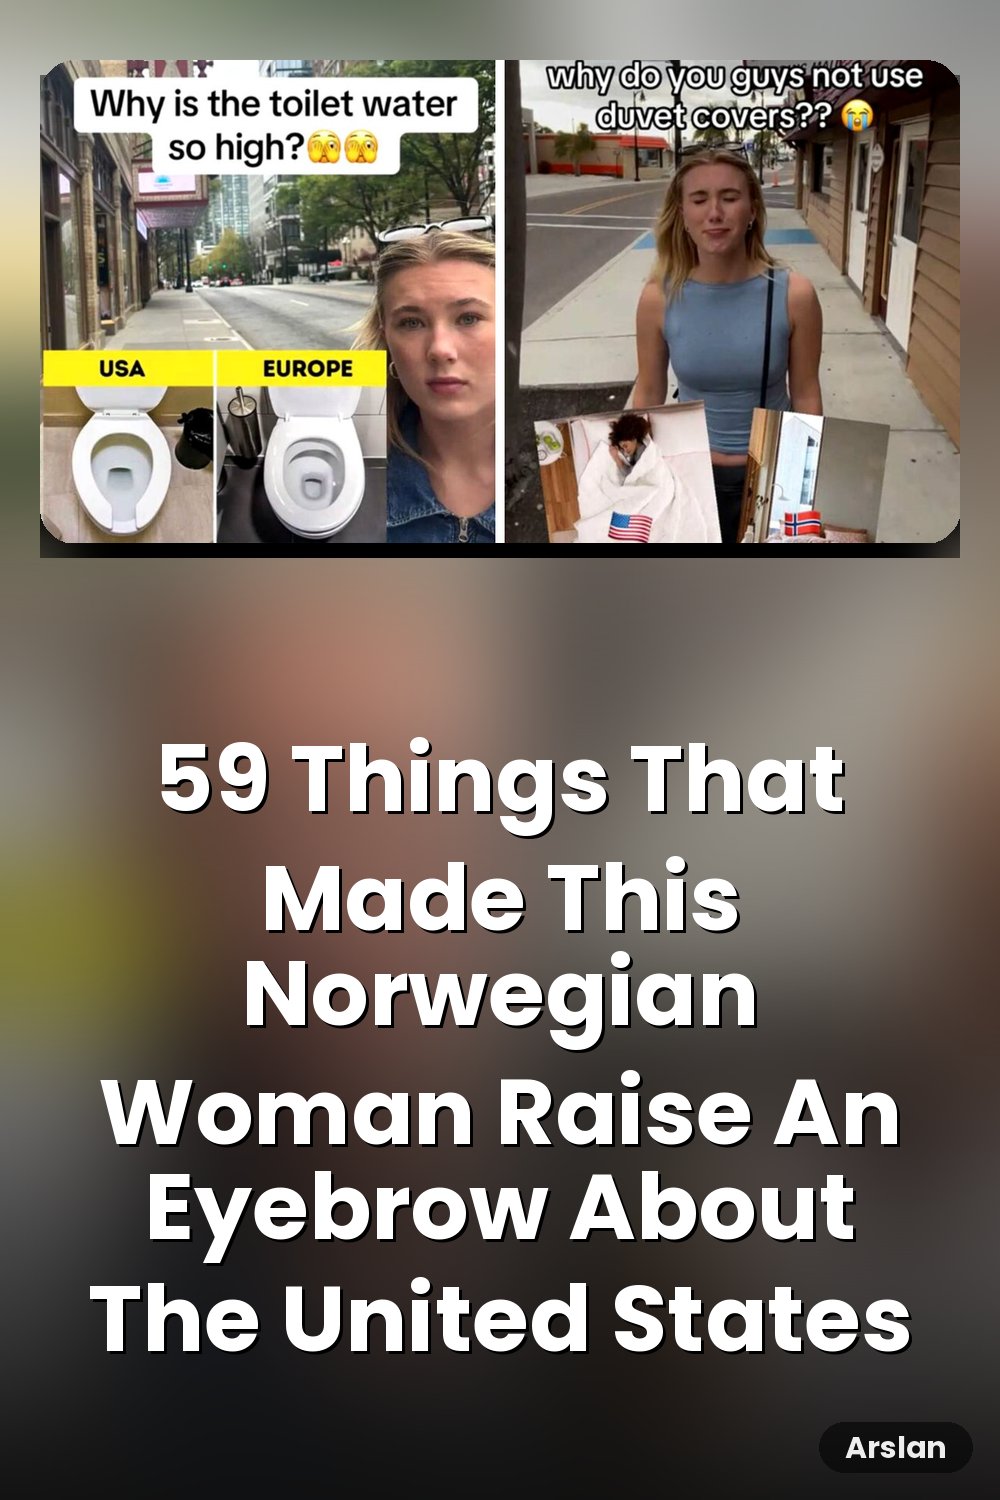 Why is the toilet water
so high?🫣🫣
USA
EUROPE
why do you guys not use
duvet covers?? 😭
59 Things That
Made This
Norwegian
Woman Raise An
Eyebrow About
The United States
Arslan